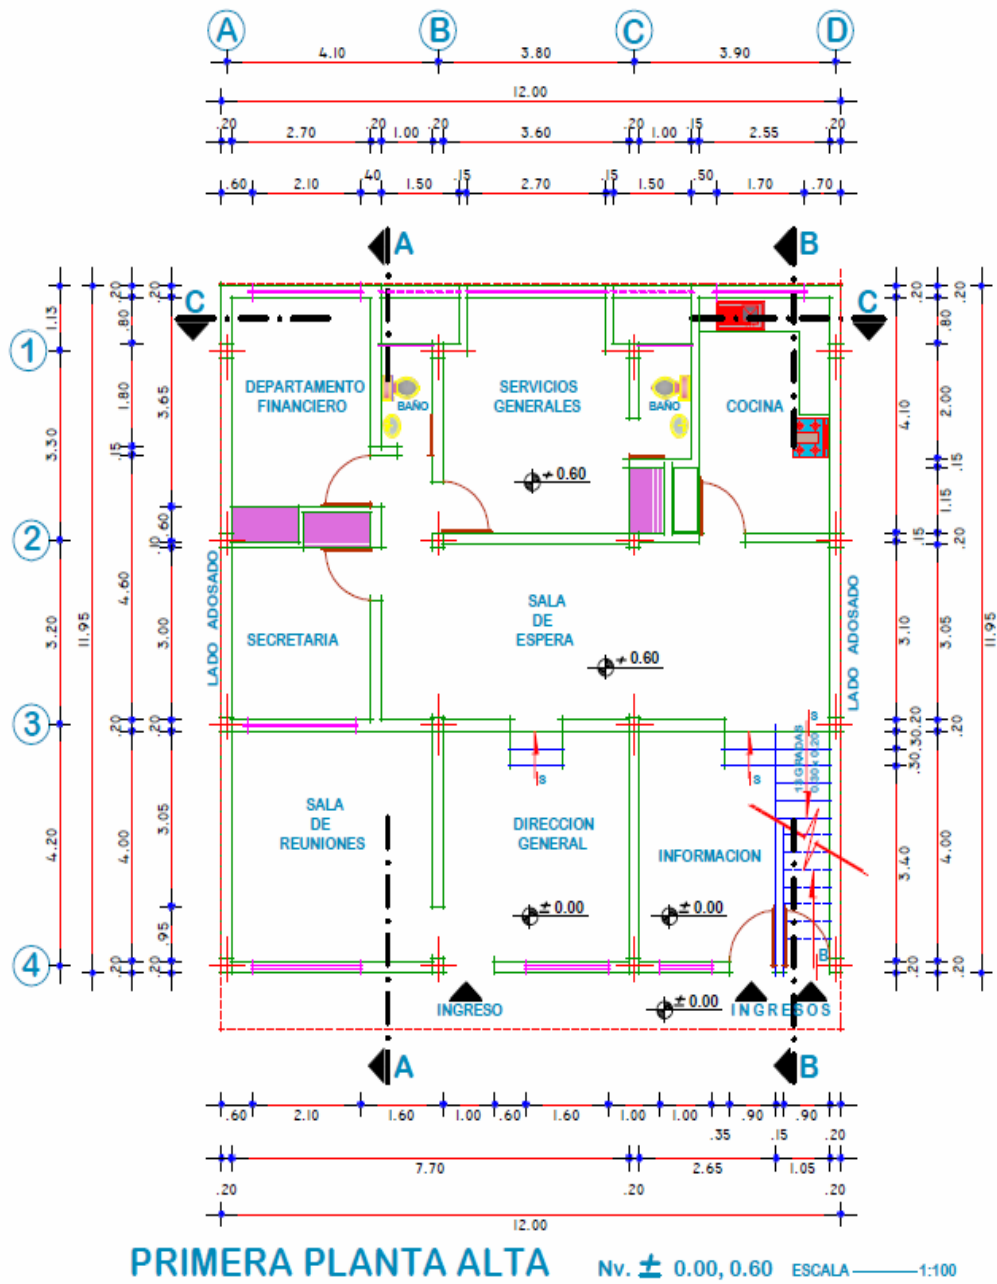 A B C D
4.10 3.80 3.90
12.00
.20 2.70 .20 1.00 .20 3.60 .20 1.00 .15 2.55 .20
.60 2.10 .40 1.50 .15 2.70 .15 1.50 .50 1.70 .70
A B
C C
1 2 3 4
1.15 3.30 3.20 4.20
11.95
.20 .80 1.80 .15 4.60 .20 4.00 .20
.20 3.65 .60 .10 3.00 .20 3.05 .95 .20
DEPARTAMENTO
FINANCIERO
BAÑO
SERVICIOS
GENERALES
BAÑO
COCINA
+ 0.60
LADO ADOSADO
SECRETARIA
SALA
DE
ESPERA
+ 0.60
LADO ADOSADO
S S S
0.30 x 0.20
SALA
DE
REUNIONES
DIRECCION
GENERAL
INFORMACION
± 0.00
± 0.00
B
INGRESO
± 0.00
INGRESOS
.20 4.10 .15 3.10 .20 .30 .30 3.40 .20
.20 .80 2.00 .15 1.15 .20 3.05 .20 4.00 .20
11.95
A B
.60 2.10 1.60 1.00 .60 1.60 1.00 1.00 .90 .90
.35 .15 .20
7.70 2.65 1.05
.20 .20 .20
12.00
PRIMERA PLANTA ALTA
Nv. ± 0.00, 0.60 ESCALA 1:100